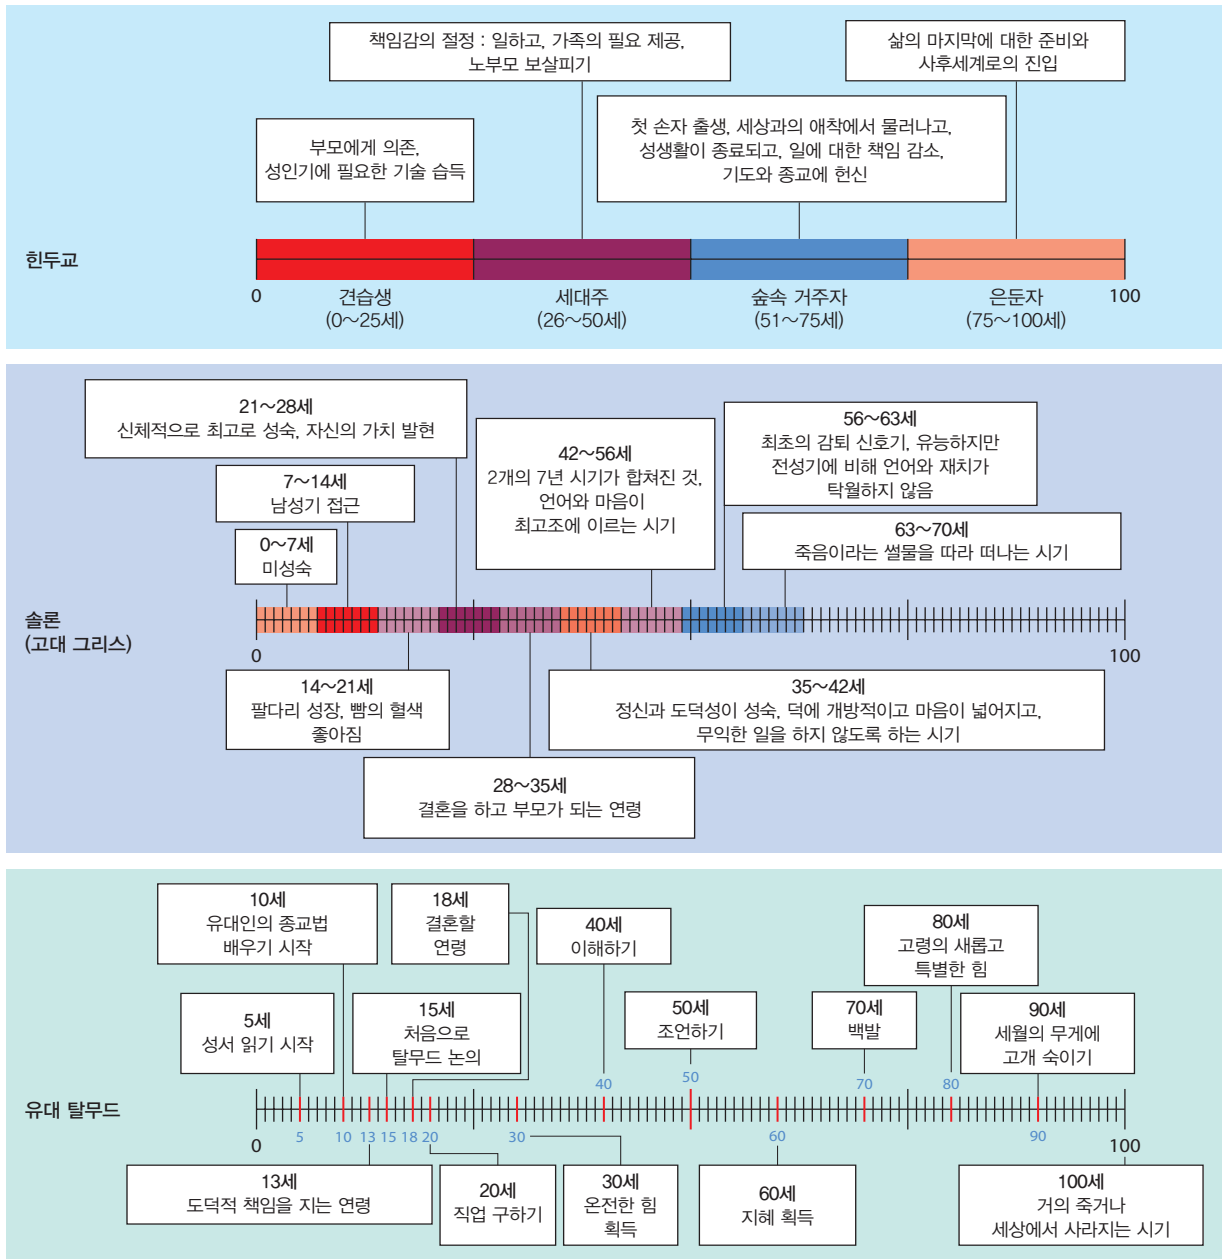 책임감의 절정 : 일하고, 가족의 필요 제공,
노부모 보살피기
삶의 마지막에 대한 준비와
사후세계로의 진입
부모에게 의존,
성인기에 필요한 기술 습득
첫 손자 출생, 세상과의 애착에서 물러나고,
성생활이 종료되고, 일에 대한 책임 감소,
기도와 종교에 헌신
힌두교
0
견습생
(0～25세)
세대주
(26～50세)
숲속 거주자
(51～75세)
은둔자
(75～100세)
100
21～28세
신체적으로 최고로 성숙, 자신의 가치 발현
7～14세
남성기 접근
0～7세
미성숙
42～56세
2개의 7년 시기가 합쳐진 것,
언어와 마음이
최고조에 이르는 시기
56～63세
최초의 감퇴 신호기, 유능하지만
전성기에 비해 언어와 재치가
탁월하지 않음
63～70세
죽음이라는 썰물을 따라 떠나는 시기
솔론
(고대 그리스)
0
100
14～21세
팔다리 성장, 빰의 혈색
좋아짐
35～42세
정신과 도덕성이 성숙, 덕에 개방적이고 마음이 넓어지고,
무익한 일을 하지 않도록 하는 시기
28～35세
결혼을 하고 부모가 되는 연령
10세
유대인의 종교법
배우기 시작
18세
결혼할
연령
40세
이해하기
80세
고령의 새롭고
특별한 힘
5세
성서 읽기 시작
15세
처음으로
탈무드 논의
50세
조언하기
70세
백발
90세
세월의 무게에
고개 숙이기
유대 탈무드
40
50
70
80
0
5
10
13
15
18
20
30
60
90
100
13세
도덕적 책임을 지는 연령
20세
직업 구하기
30세
온전한 힘
획득
60세
지혜 획득
100세
거의 죽거나
세상에서 사라지는 시기